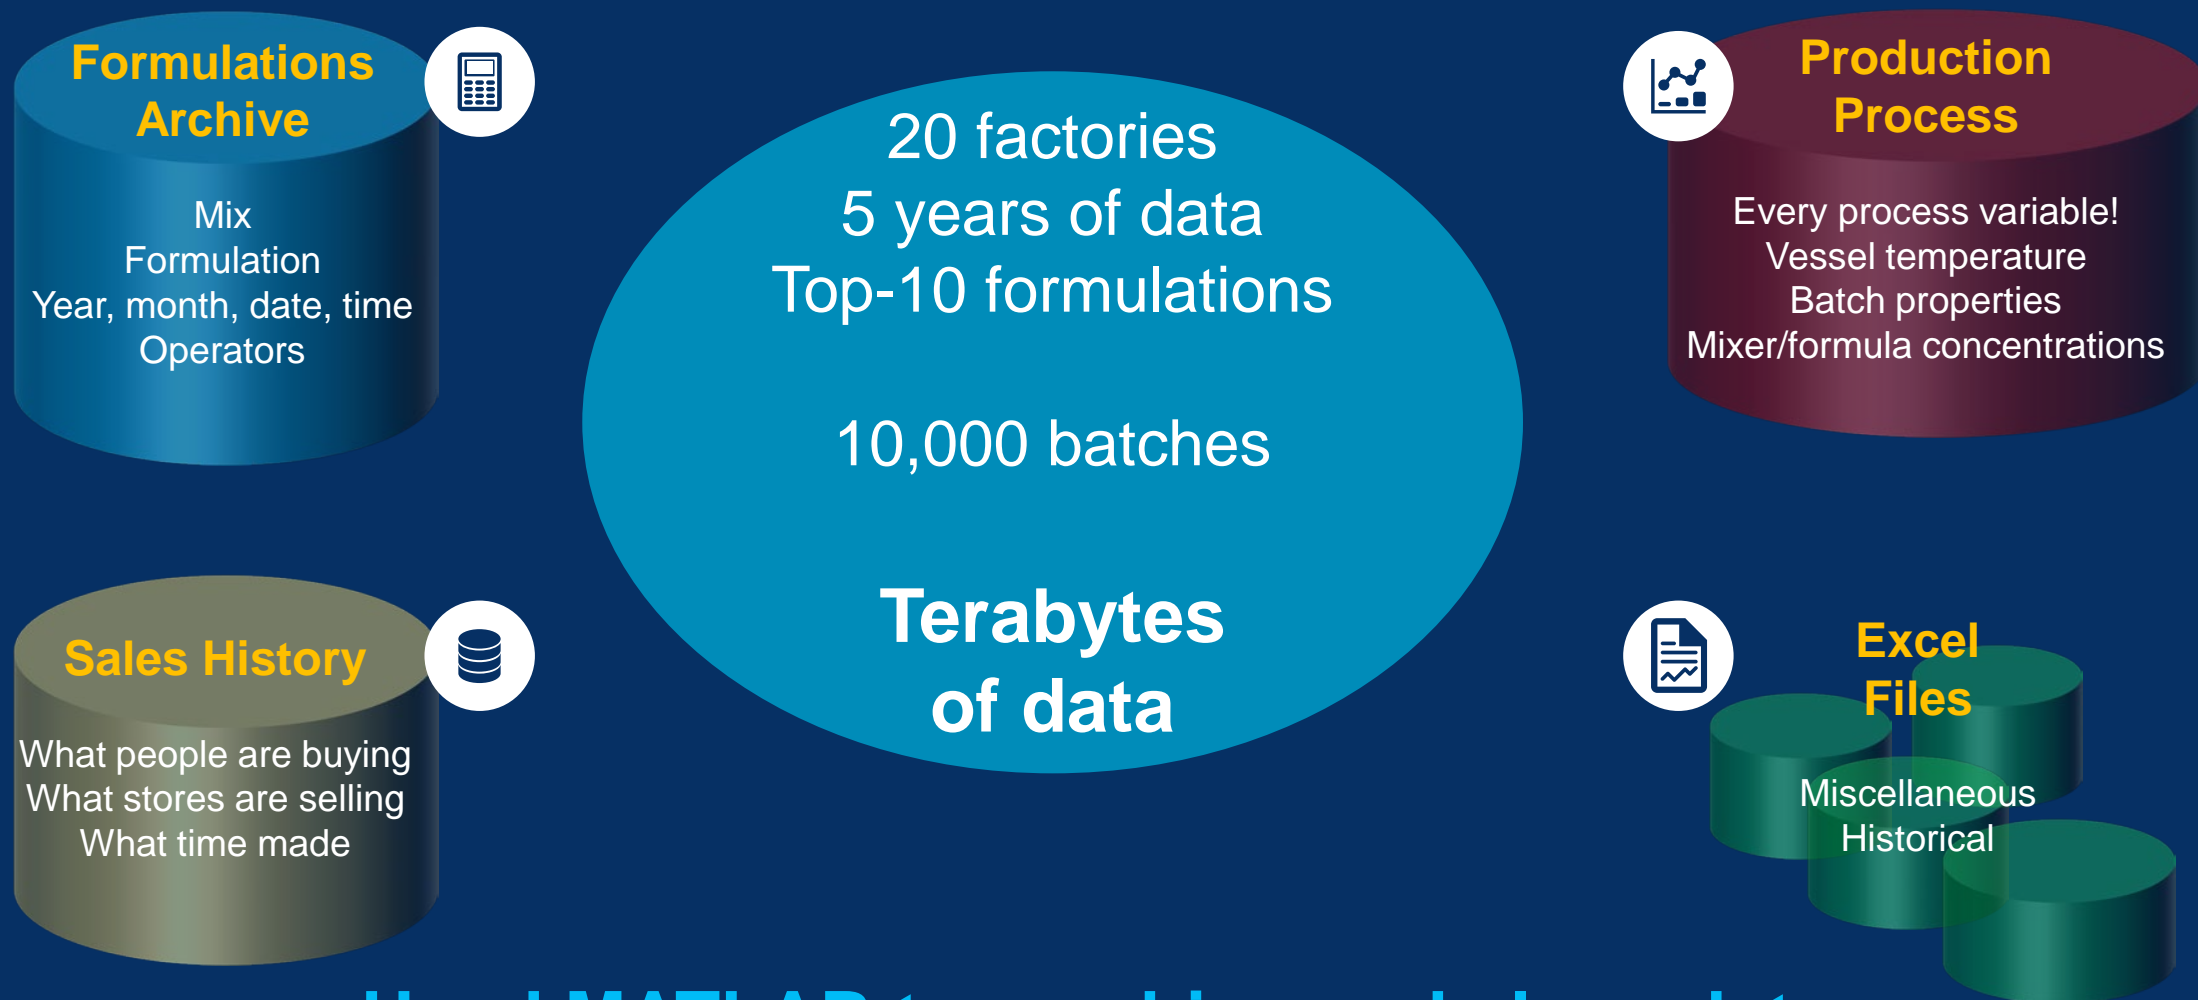 Formulations
Archive
Mix
Formulation
Year, month, date, time
Operators
20 factories
5 years of data
Top-10 formulations
10,000 batches
Terabytes
of data
Production
Process
Every process variable!
Vessel temperature
Batch properties
Mixer/formula concentrations
Sales History
What people are buying
What stores are selling
What time made
Excel
Files
Miscellaneous
Historical
MATLAB